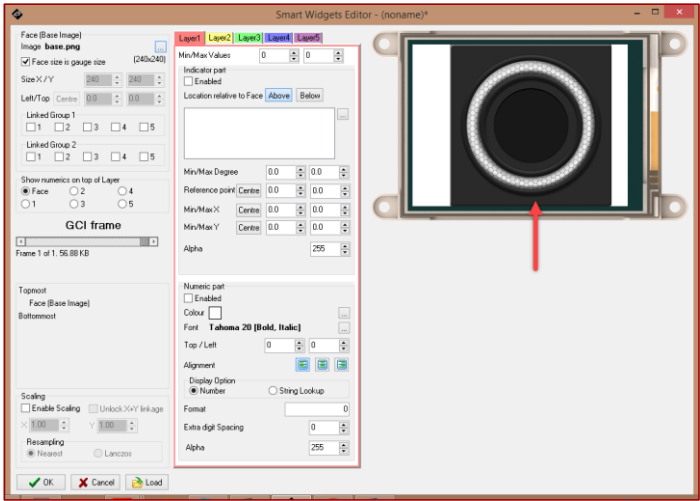 Smart Widgets Editor - (noname)*
Face (Base Image)
Image base.png ...
Face size is gauge size (240x240)
Size X / Y 240 240
Left/Top Centre 0.0 0.0
Linked Group 1
1 2 3 4 5
Linked Group 2
1 2 3 4 5
Show numerics on top of Layer
Face 2 4
1 3 5
GCI frame
Frame 1 of 1. 56.88 KB
Topmost
Face (Base Image)
Bottommost
Scaling
Enable Scaling Unlock X+Y linkage
X 1.00 Y 1.00
Resampling
Nearest Lanczos
OK Cancel Load
Layer1 Layer2 Layer3 Layer4 Layer5
Min/Max Values 0 0
Indicator part
Enabled
Location relative to Face Above Below
...
Min/Max Degree 0.0 0.0
Reference point Centre 0.0 0.0
Min/Max X Centre 0.0 0.0
Min/Max Y Centre 0.0 0.0
Alpha 255
Numeric part
Enabled
Colour ...
Font Tahoma 20 [Bold, Italic] ...
Top / Left 0 0
Alignment
Display Option
Number String Lookup
Format 0
Extra digit Spacing 0
Alpha 255